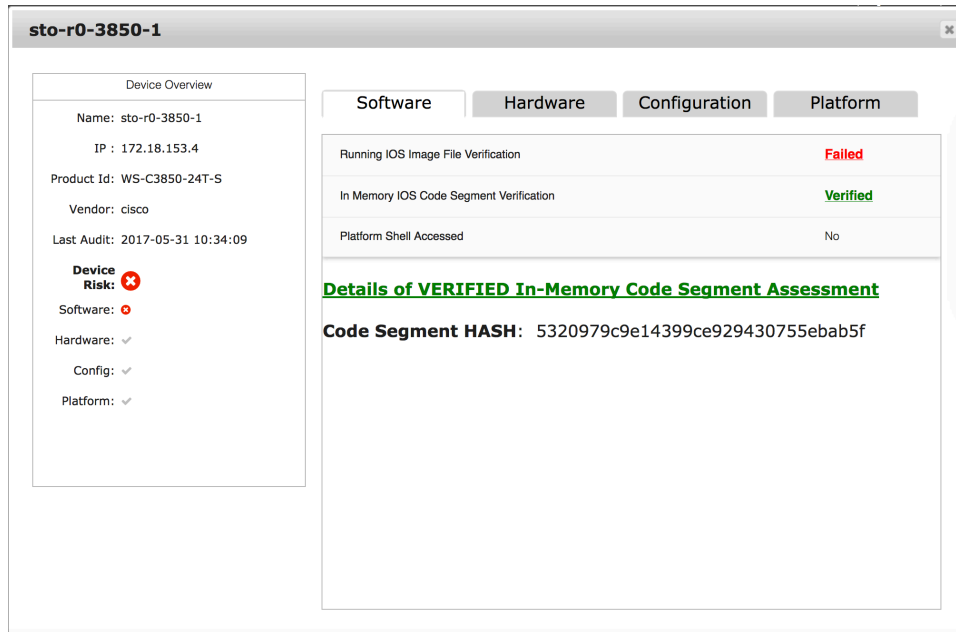 sto-r0-3850-1
Device Overview
Name: sto-r0-3850-1
IP : 172.18.153.4
Product Id: WS-C3850-24T-S
Vendor: cisco
Last Audit: 2017-05-31 10:34:09
Device
Risk:
Software:
Hardware:
Config:
Platform:
Software Hardware Configuration Platform
Running IOS Image File Verification Failed
In Memory IOS Code Segment Verification Verified
Platform Shell Accessed No
Details of VERIFIED In-Memory Code Segment Assessment
Code Segment HASH: 5320979c9e14399ce929430755ebab5f